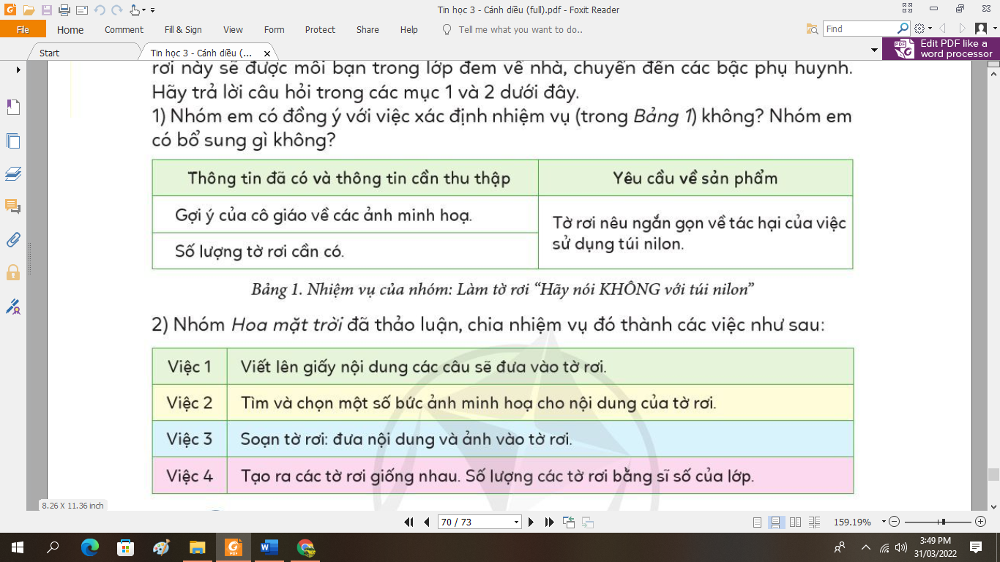 Tin học 3 - Cánh diều (full).pdf - Foxit Reader
File Home Comment Fill & Sign View Form Protect Share Help Tell me what you want to do.. Find
Start Tin học 3 - Cánh diều (... × Edit PDF like a
word processor
rơi này sẽ được mỗi bạn trong lớp đem về nhà, chuyển đến các bậc phụ huynh.
Hãy trả lời câu hỏi trong các mục 1 và 2 dưới đây.
1) Nhóm em có đồng ý với việc xác định nhiệm vụ (trong Bảng 1) không? Nhóm em
có bổ sung gì không?
Thông tin đã có và thông tin cần thu thập Yêu cầu về sản phẩm
Gợi ý của cô giáo về các ảnh minh hoạ.
Số lượng tờ rơi cần có.
Tờ rơi nêu ngắn gọn về tác hại của việc
sử dụng túi nilon.
Bảng 1. Nhiệm vụ của nhóm: Làm tờ rơi “Hãy nói KHÔNG với túi nilon”
2) Nhóm Hoa mặt trời đã thảo luận, chia nhiệm vụ đó thành các việc như sau:
Việc 1 Viết lên giấy nội dung các câu sẽ đưa vào tờ rơi.
Việc 2 Tìm và chọn một số bức ảnh minh hoạ cho nội dung của tờ rơi.
Việc 3 Soạn tờ rơi: đưa nội dung và ảnh vào tờ rơi.
Việc 4 Tạo ra các tờ rơi giống nhau. Số lượng các tờ rơi bằng sĩ số của lớp.
8.26 X 11.36 inch
70 / 73 159.19%
3:49 PM
31/03/2022